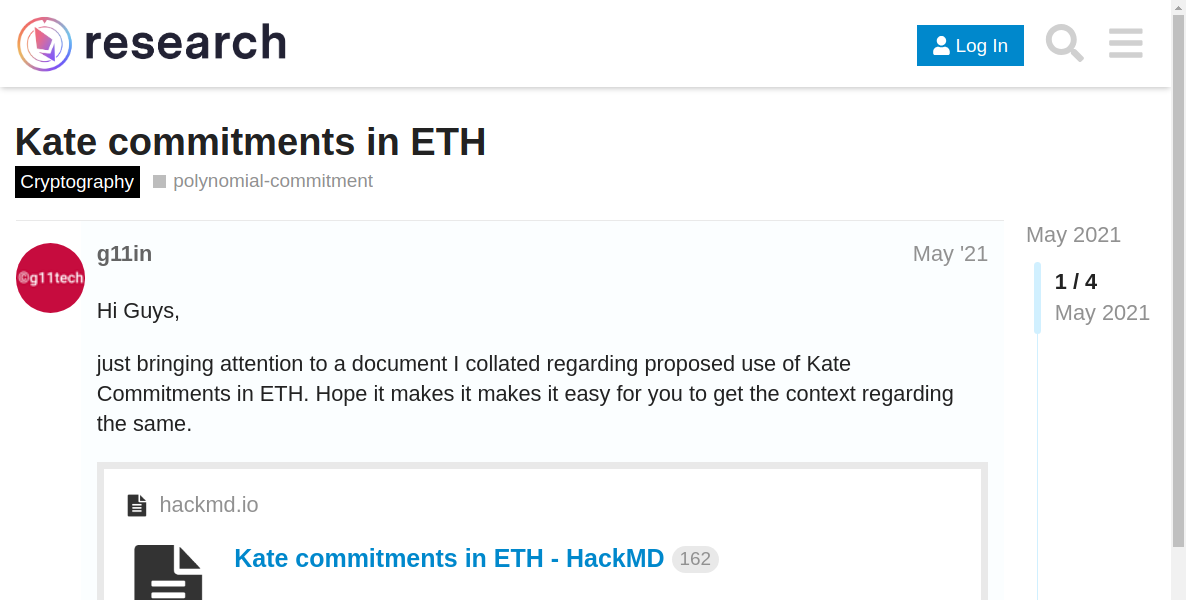 research
Log In
Kate commitments in ETH
Cryptography
polynomial-commitment
May 2021
©g11tech
g11in
May '21
1 / 4
May 2021
Hi Guys,
just bringing attention to a document I collated regarding proposed use of Kate
Commitments in ETH. Hope it makes it makes it easy for you to get the context regarding
the same.
hackmd.io
Kate commitments in ETH - HackMD 162